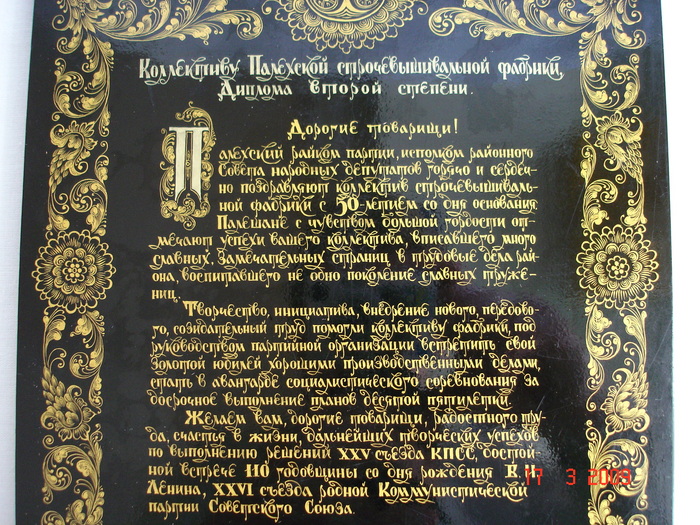 Коллективу Палехской строчевышивальной фабрики,
Диплома второй степени.
Дорогие товарищи!
Палехский райком партии, исполком районного
Совета народных депутатов горячо и сердеч-
но поздравляют коллектив строчевышиваль-
ной фабрики с 50-летием со дня основания
Палешане с чувством большой гордости от-
мечают успехи вашего коллектива, вписавшего много
славных, замечательных страниц в трудовые дела рай-
она, воспитавшего не одно поколение славных труже-
ниц.
Творчество, инициатива, внедрение нового, передово-
го, созидательный труд помогли коллективу фабрики, под
руководством партийной организации встретить свой
золотой юбилей хорошими производственными делами,
стать в авангарде социалистического соревнования за
досрочное выполнение планов десятой пятилетки.
Желаем вам, дорогие товарищи, радостного тру-
да, счастья в жизни, дальнейших творческих успехов
по выполнению решений XXV съезда КПСС, достой-
ной встрече 110 годовщины со дня рождения В.И.
Ленина, XXVI съезда родной Коммунистической
партии Советского Союза.
17 3 2009